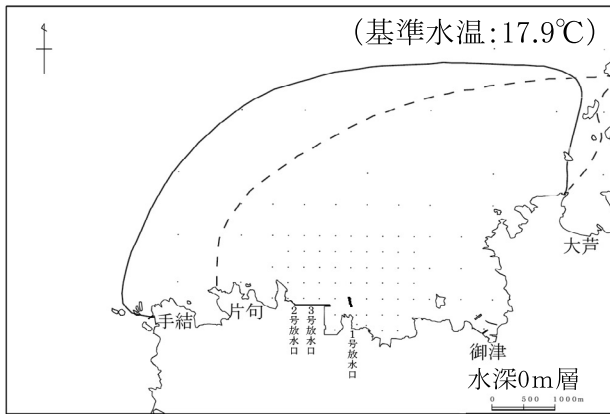 (基準水温:17.9℃)
大芦
手結
片句
2号放水口
3号放水口
1号放水口
御津
水深0m層
0 500 1000m